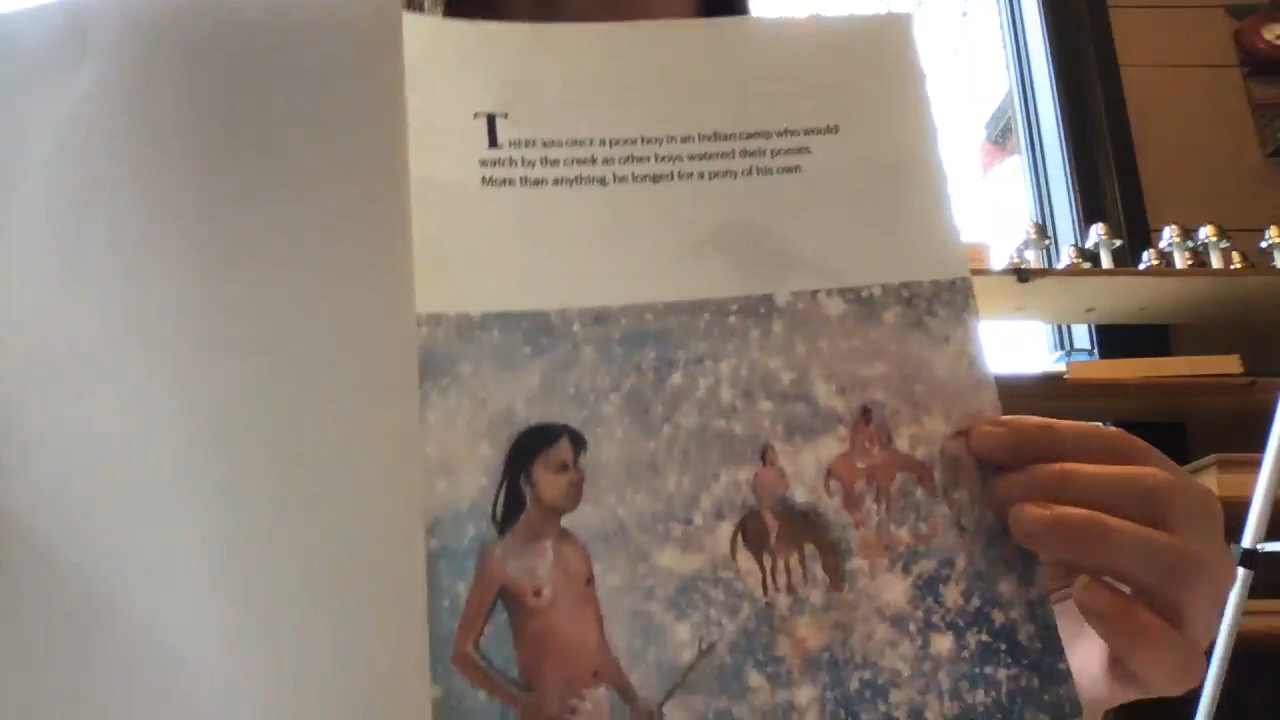 THERE WAS ONCE a poor boy in an Indian camp who would
watch by the creek as other boys watered their ponies.
More than anything, he longed for a pony of his own.